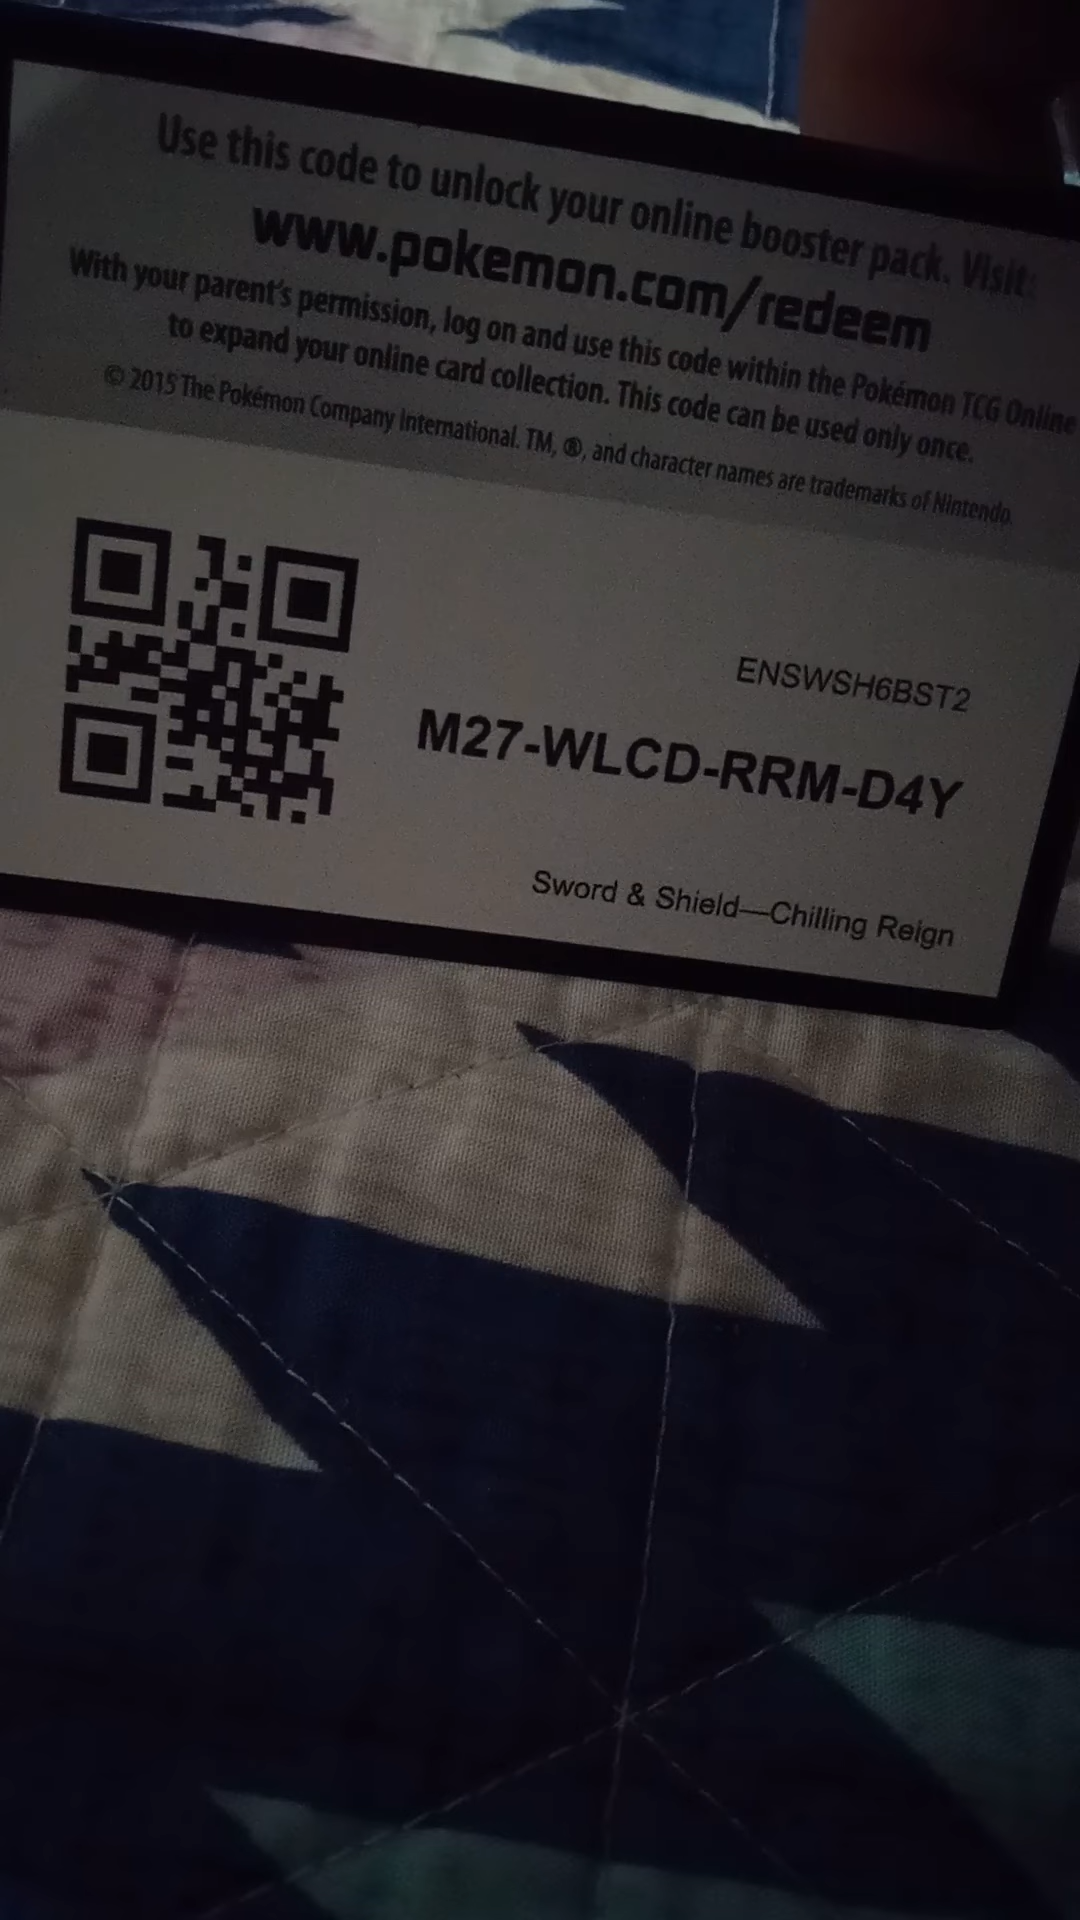 Use this code to unlock your online booster pack. Visit:
www.pokemon.com/redeem
With your parent's permission, log on and use this code within the Pokémon TCG Online
to expand your online card collection. This code can be used only once.
© 2015 The Pokémon Company International. TM, ®, and character names are trademarks of Nintendo.
ENSWSH6BST2
M27-WLCD-RRM-D4Y
Sword & Shield—Chilling Reign